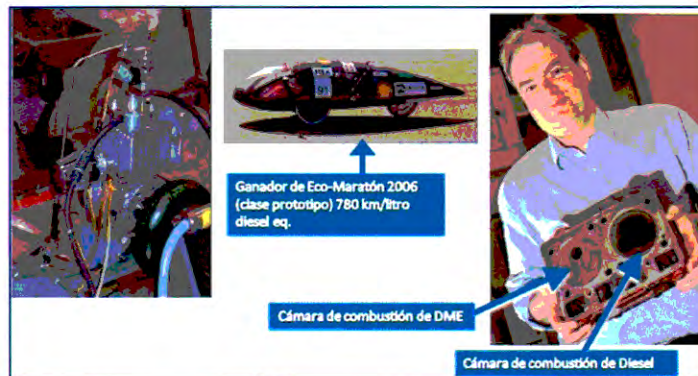 Ganador de Eco-Maratón 2006
(clase prototipo) 780 km/litro
diesel eq.
Cámara de combustión de DME
Cámara de combustión de Diesel